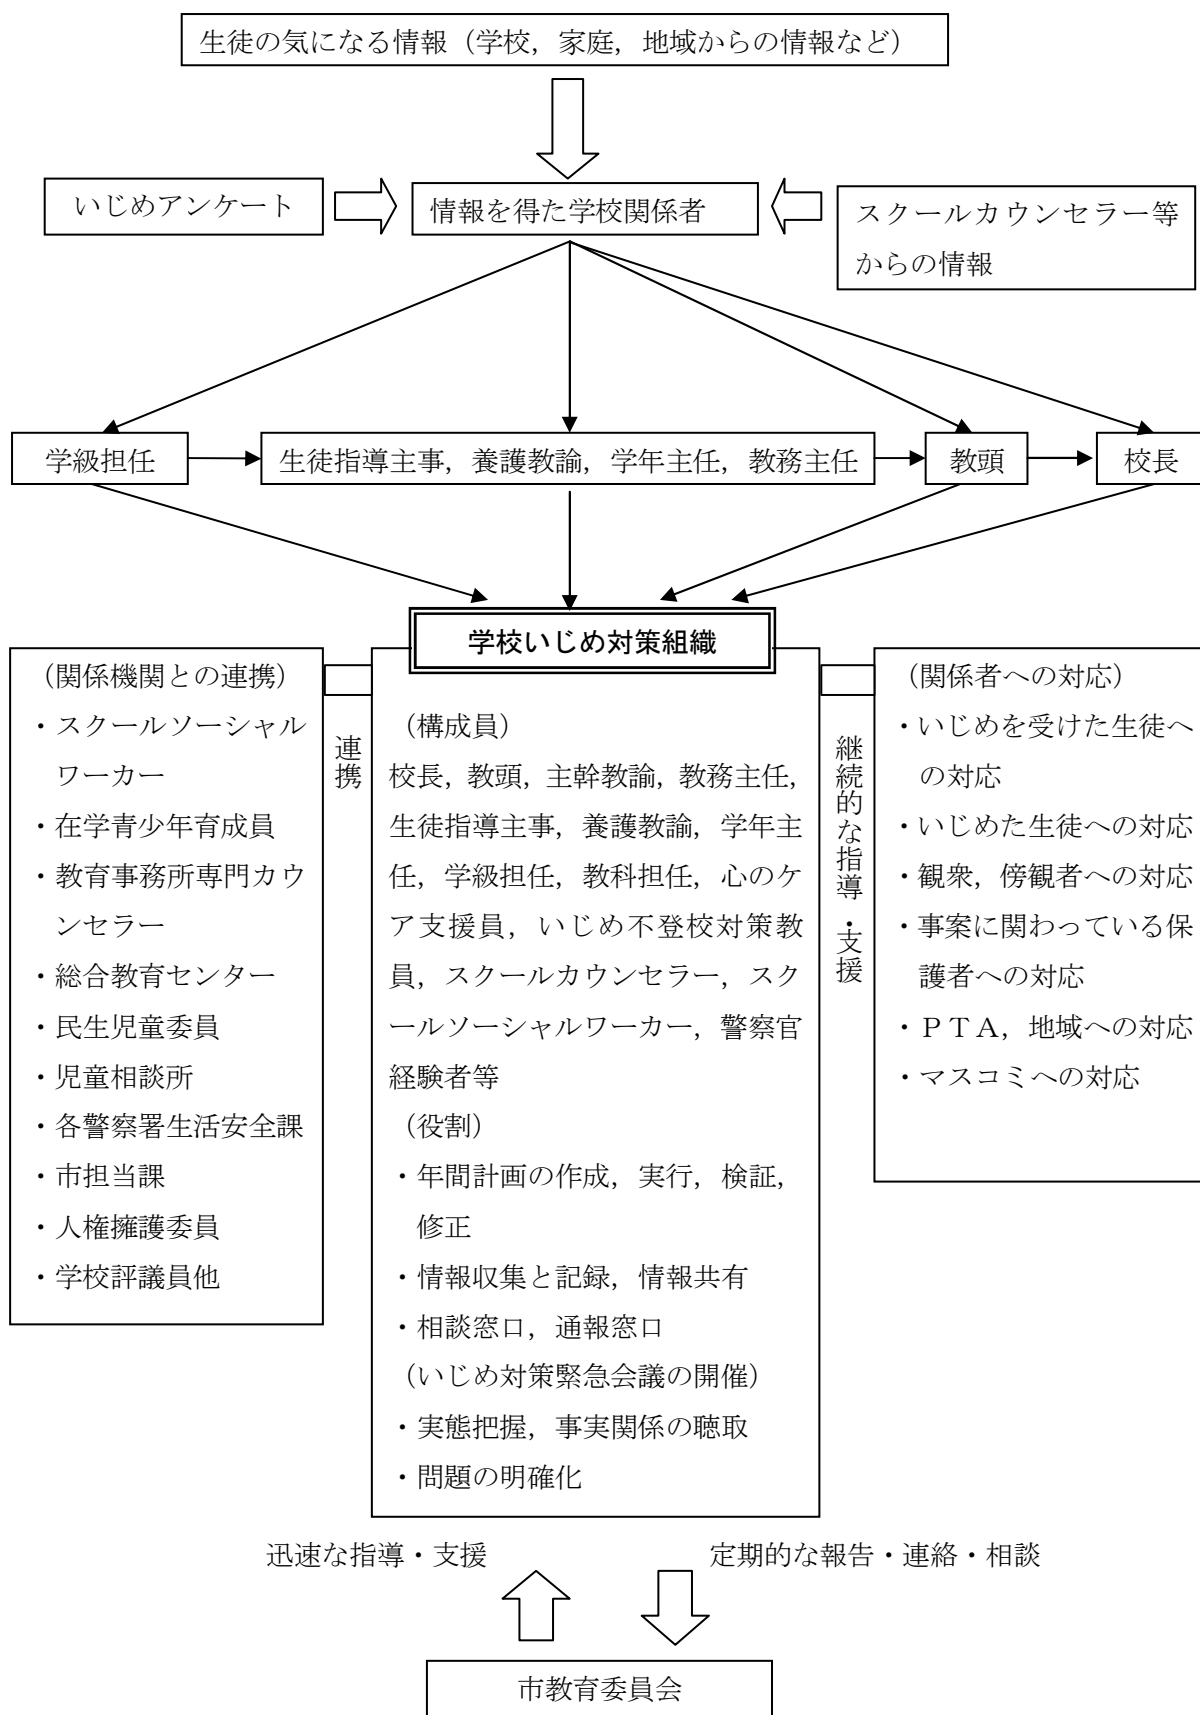 生徒の気になる情報（学校，家庭，地域からの情報など）
いじめアンケート
情報を得た学校関係者
スクールカウンセラー等
からの情報
学級担任
生徒指導主事，養護教諭，学年主任，教務主任
教頭
校長
学校いじめ対策組織
（関係機関との連携）
・スクールソーシャル
ワーカー
・在学青少年育成員
・教育事務所専門カウ
ンセラー
・総合教育センター
・民生児童委員
・児童相談所
・各警察署生活安全課
・市担当課
・人権擁護委員
・学校評議員他
連携
（構成員）
校長，教頭，主幹教諭，教務主任，
生徒指導主事，養護教諭，学年主
任，学級担任，教科担任，心のケ
ア支援員，いじめ不登校対策教
員，スクールカウンセラー，スク
ールソーシャルワーカー，警察官
経験者等
（役割）
・年間計画の作成，実行，検証，
修正
・情報収集と記録，情報共有
・相談窓口，通報窓口
（いじめ対策緊急会議の開催）
・実態把握，事実関係の聴取
・問題の明確化
継続的な指導・支援
（関係者への対応）
・いじめを受けた生徒へ
の対応
・いじめた生徒への対応
・観衆，傍観者への対応
・事案に関わっている保
護者への対応
・ＰＴＡ，地域への対応
・マスコミへの対応
迅速な指導・支援
定期的な報告・連絡・相談
市教育委員会